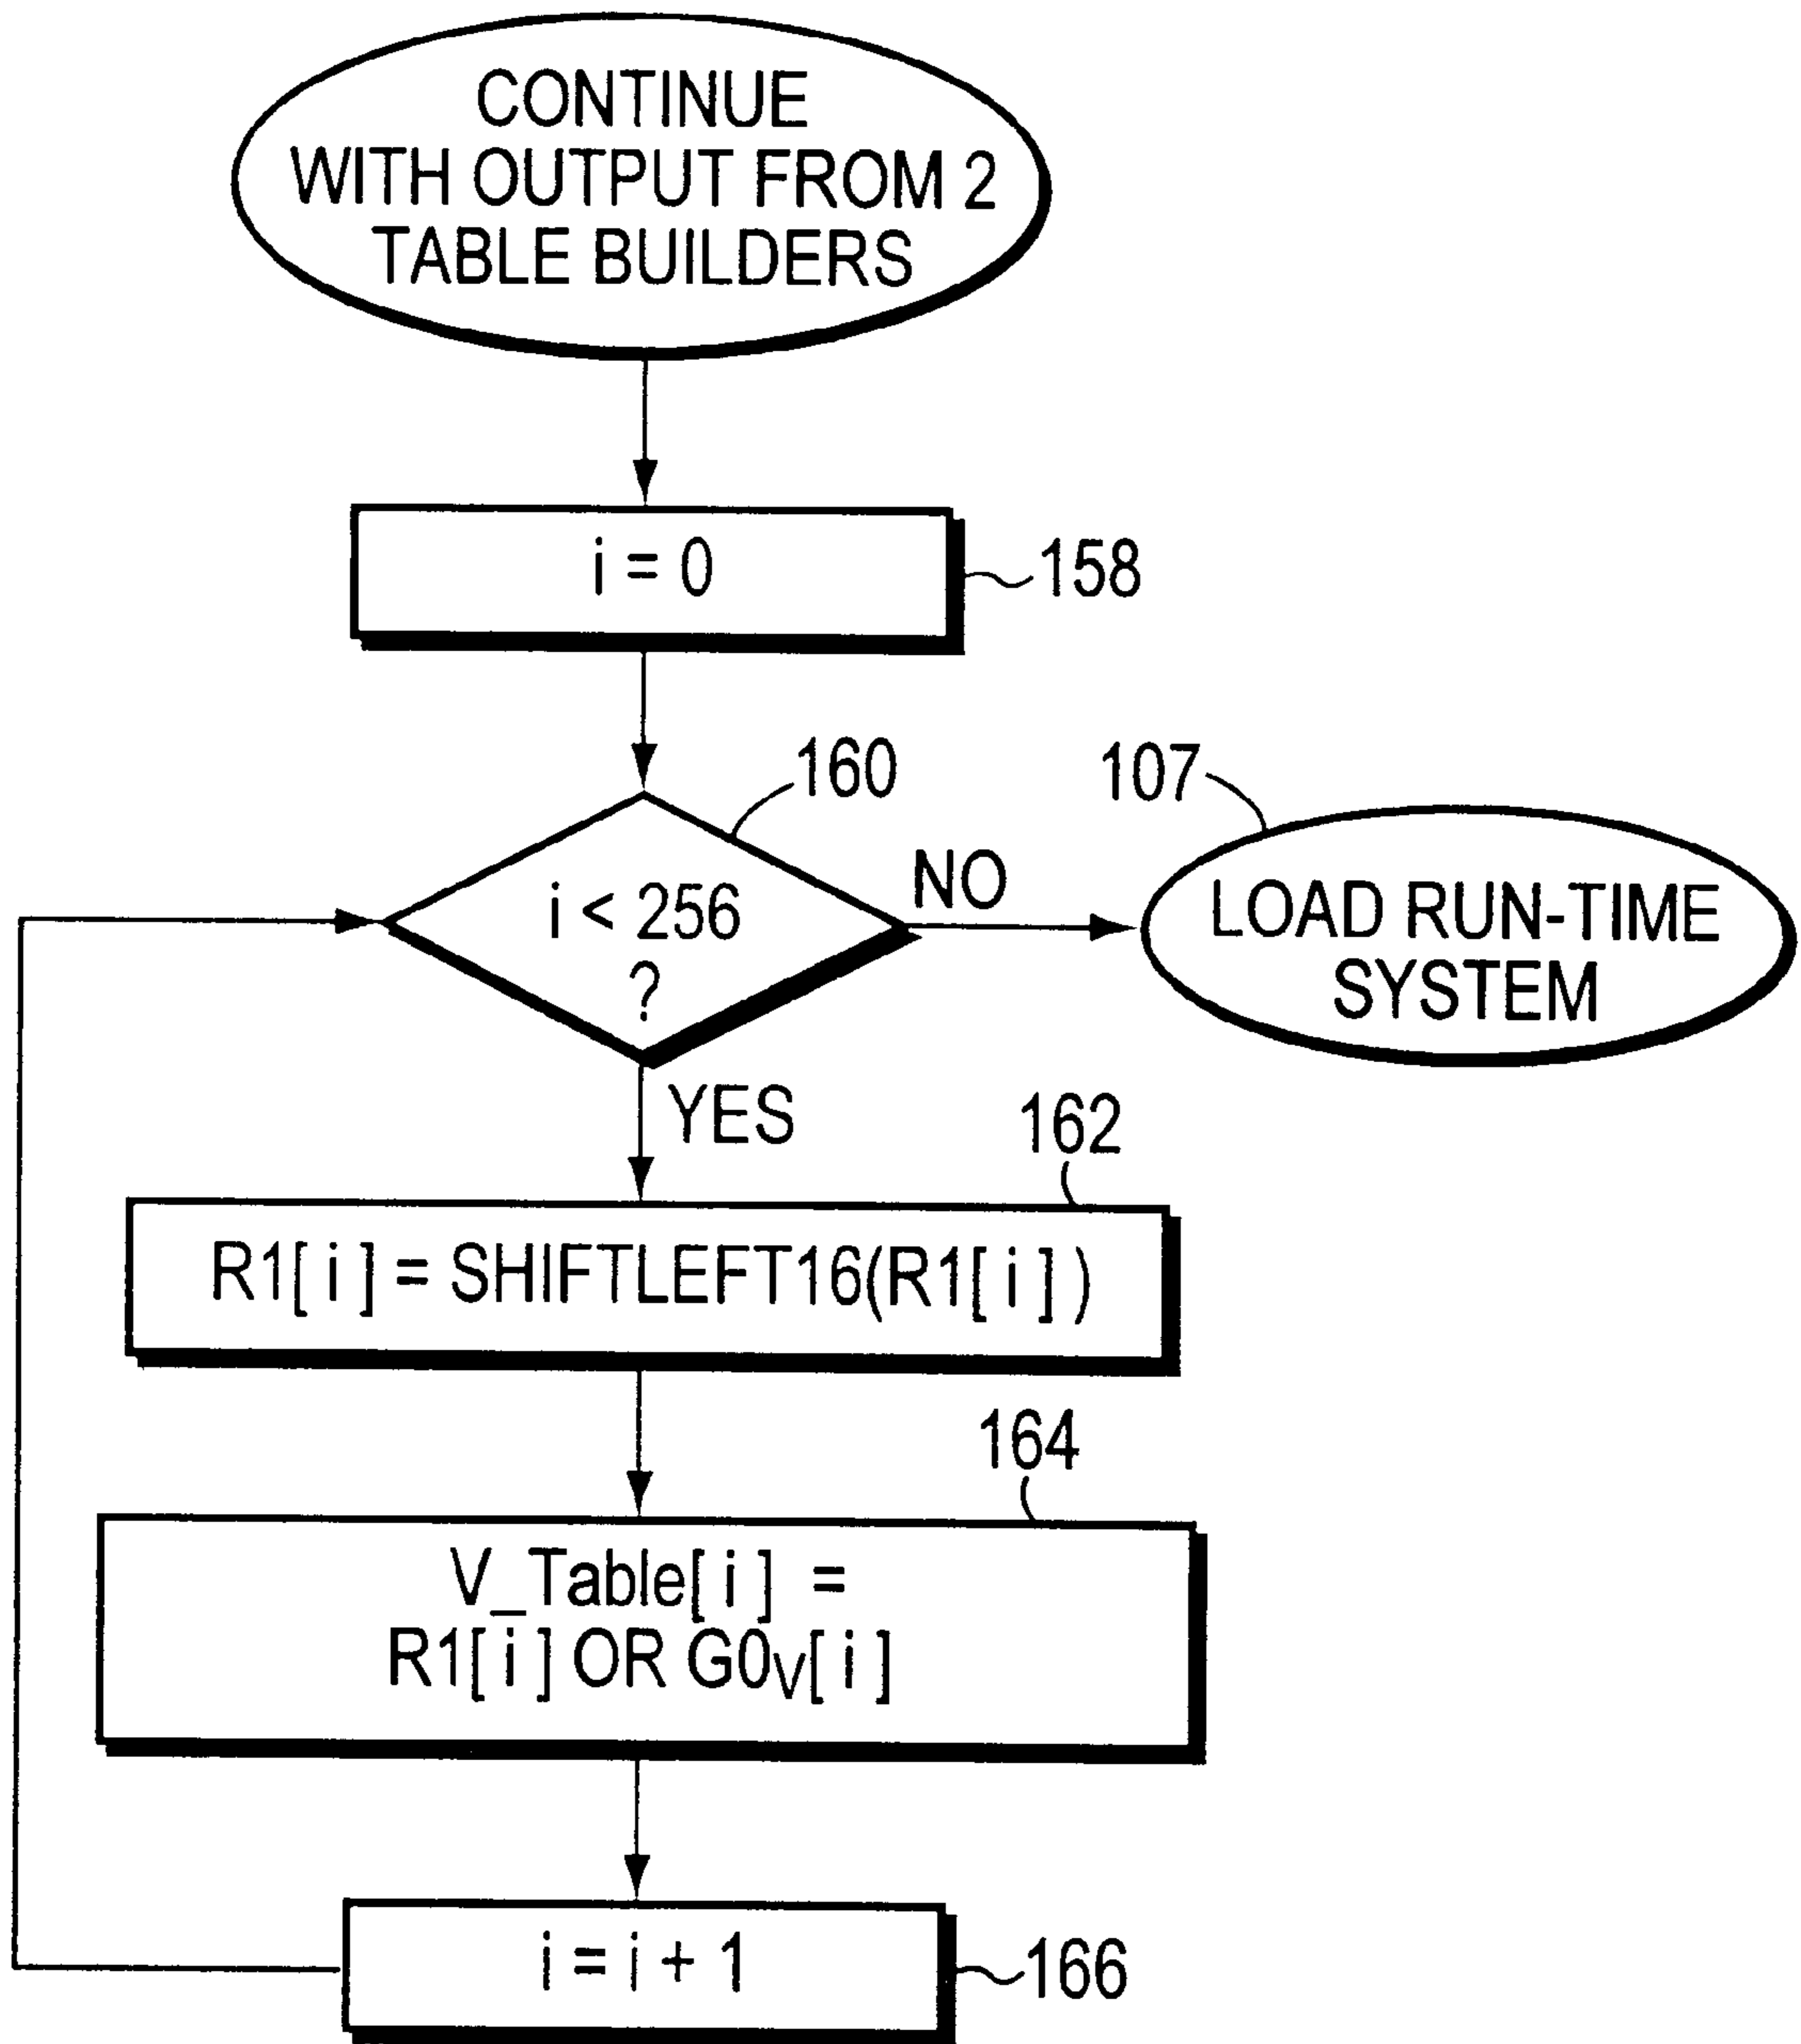 CONTINUE
WITH OUTPUT FROM 2
TABLE BUILDERS
i = 0
158
160
107
i < 256
?
NO
LOAD RUN-TIME
SYSTEM
YES
162
R1[ i ] = SHIFTLEFT16(R1[ i ] )
164
V_Table[ i ] =
R1[ i ] OR G0V[ i ]
i = i + 1
166